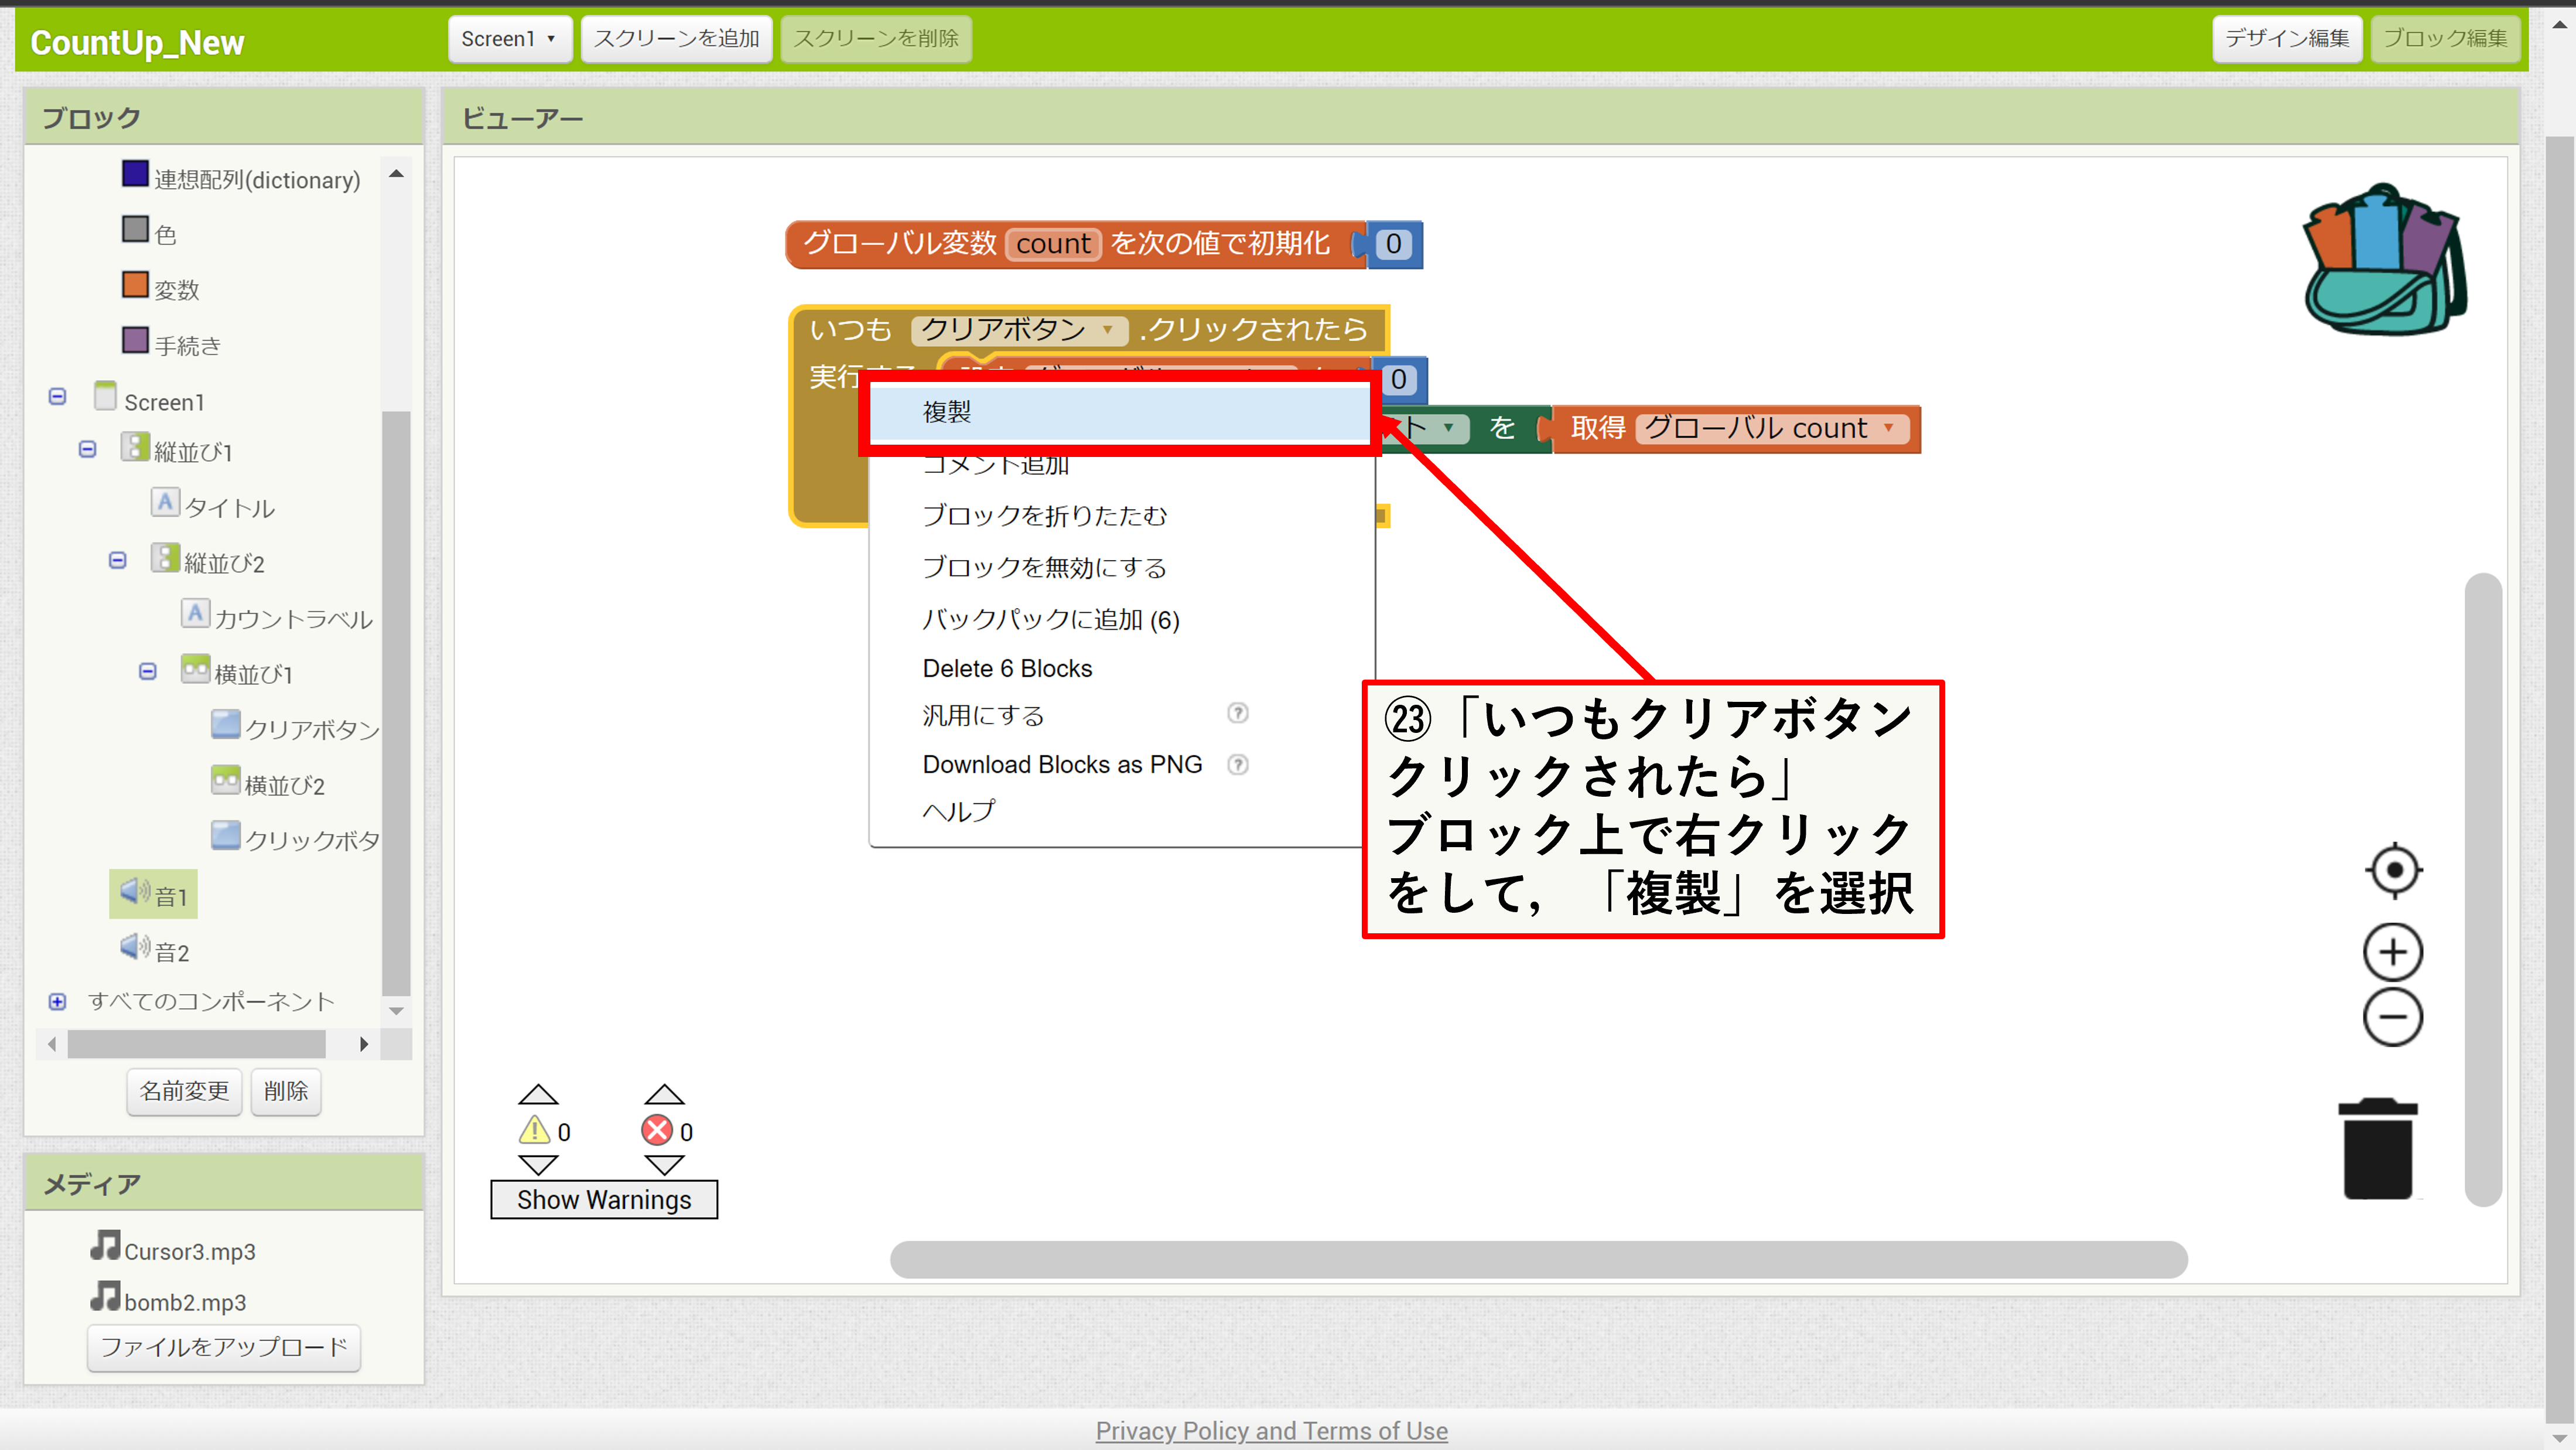 CountUp_New
Screen1
スクリーンを追加
スクリーンを削除
デザイン編集
ブロック編集
ブロック
連想配列(dictionary)
色
変数
手続き
Screen1
縦並び1
タイトル
縦並び2
カウントラベル
横並び1
クリアボタン
横並び2
クリックボタ
音1
音2
すべてのコンポーネント
名前変更
削除
メディア
Cursor3.mp3
bomb2.mp3
ファイルをアップロード
ビューアー
グローバル変数 count を次の値で初期化 0
いつも クリアボタン .クリックされたら
0
ト を 取得 グローバル count
複製
コメント追加
ブロックを折りたたむ
ブロックを無効にする
バックパックに追加 (6)
Delete 6 Blocks
汎用にする ?
Download Blocks as PNG ?
ヘルプ
㉓「いつもクリアボタン
クリックされたら」
ブロック上で右クリック
をして，「複製」を選択
0 0
Show Warnings
Privacy Policy and Terms of Use